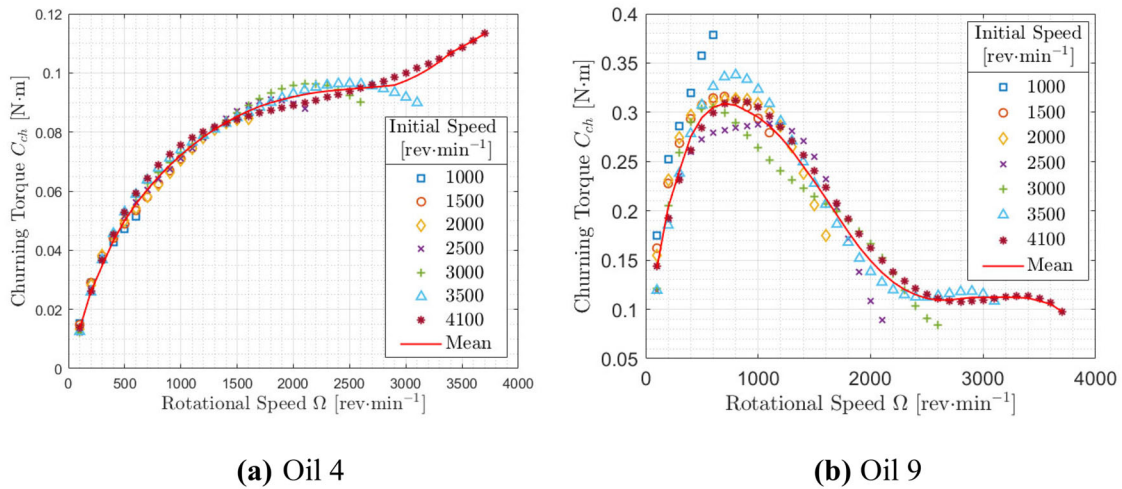 0.12
0.1
0.08
0.06
0.04
0.02
0
Churning Torque C_ch [N·m]
0 500 1000 1500 2000 2500 3000 3500 4000
Rotational Speed Ω [rev·min⁻¹]
Initial Speed
[rev·min⁻¹]
1000
1500
2000
2500
3000
3500
4100
Mean
(a) Oil 4
0.4
0.35
0.3
0.25
0.2
0.15
0.1
0.05
Churning Torque C_ch [N·m]
0 1000 2000 3000 4000
Rotational Speed Ω [rev·min⁻¹]
Initial Speed
[rev·min⁻¹]
1000
1500
2000
2500
3000
3500
4100
Mean
(b) Oil 9